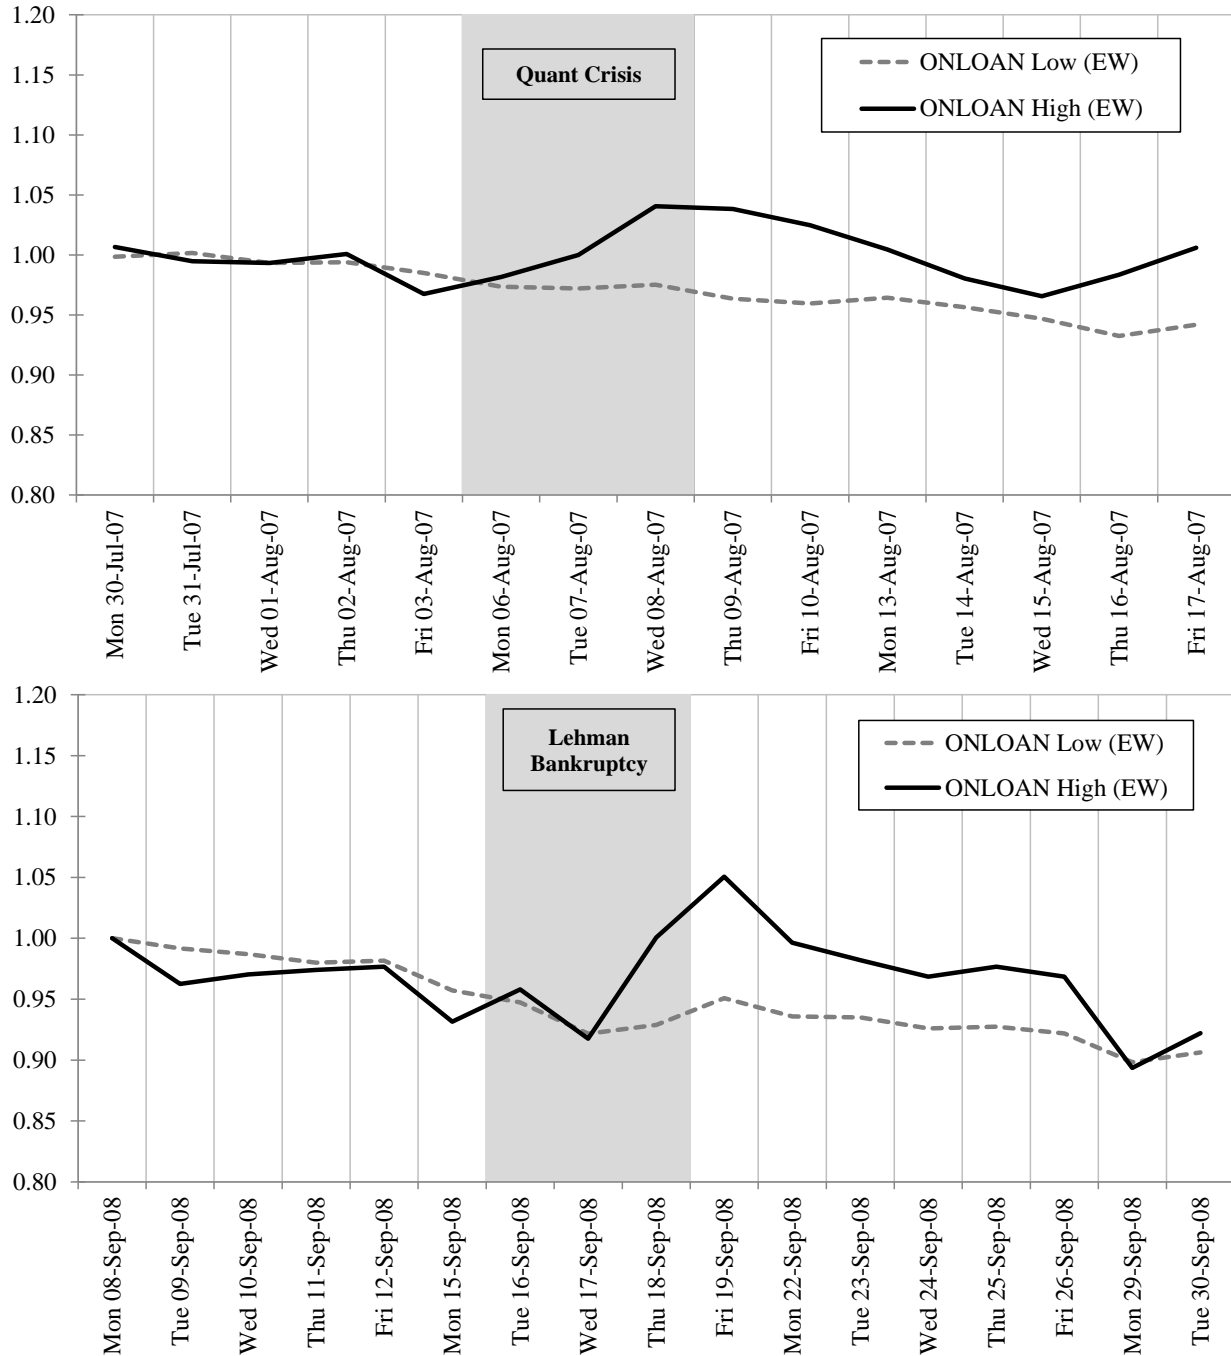 1.20
1.15
1.10
1.05
1.00
0.95
0.90
0.85
0.80
Quant Crisis
ONLOAN Low (EW)
ONLOAN High (EW)
Mon 30-Jul-07
Tue 31-Jul-07
Wed 01-Aug-07
Thu 02-Aug-07
Fri 03-Aug-07
Mon 06-Aug-07
Tue 07-Aug-07
Wed 08-Aug-07
Thu 09-Aug-07
Fri 10-Aug-07
Mon 13-Aug-07
Tue 14-Aug-07
Wed 15-Aug-07
Thu 16-Aug-07
Fri 17-Aug-07
1.20
1.15
1.10
1.05
1.00
0.95
0.90
0.85
0.80
Lehman
Bankruptcy
ONLOAN Low (EW)
ONLOAN High (EW)
Mon 08-Sep-08
Tue 09-Sep-08
Wed 10-Sep-08
Thu 11-Sep-08
Fri 12-Sep-08
Mon 15-Sep-08
Tue 16-Sep-08
Wed 17-Sep-08
Thu 18-Sep-08
Fri 19-Sep-08
Mon 22-Sep-08
Tue 23-Sep-08
Wed 24-Sep-08
Thu 25-Sep-08
Fri 26-Sep-08
Mon 29-Sep-08
Tue 30-Sep-08